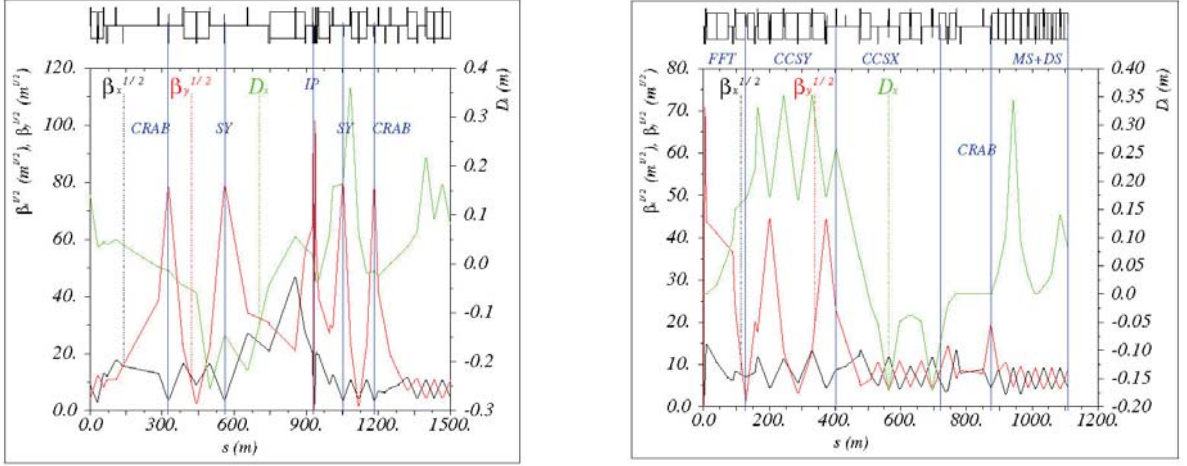 120.
100.
80.
60.
40.
20.
0.0
0.4
0.3
0.2
0.1
0.0
-0.1
-0.2
-0.3
β_x^{1/2}
β_y^{1/2}
D_x
IP
CRAB
SY
SY
CRAB
β_x^{1/2} (m^{1/2}), β_y^{1/2} (m^{1/2})
D_x (m)
0.0 300. 600. 900. 1200. 1500.
s (m)
FFT CCSY CCSX MS+DS
80.
70.
60.
50.
40.
30.
20.
10.
0.0
0.40
0.35
0.30
0.25
0.20
0.15
0.10
0.05
0.0
-0.05
-0.10
-0.15
-0.20
β_x^{1/2}
β_y^{1/2}
D_x
CRAB
β_x^{1/2} (m^{1/2}), β_y^{1/2} (m^{1/2})
D_x (m)
0.0 200. 400. 600. 800. 1000. 1200.
s (m)